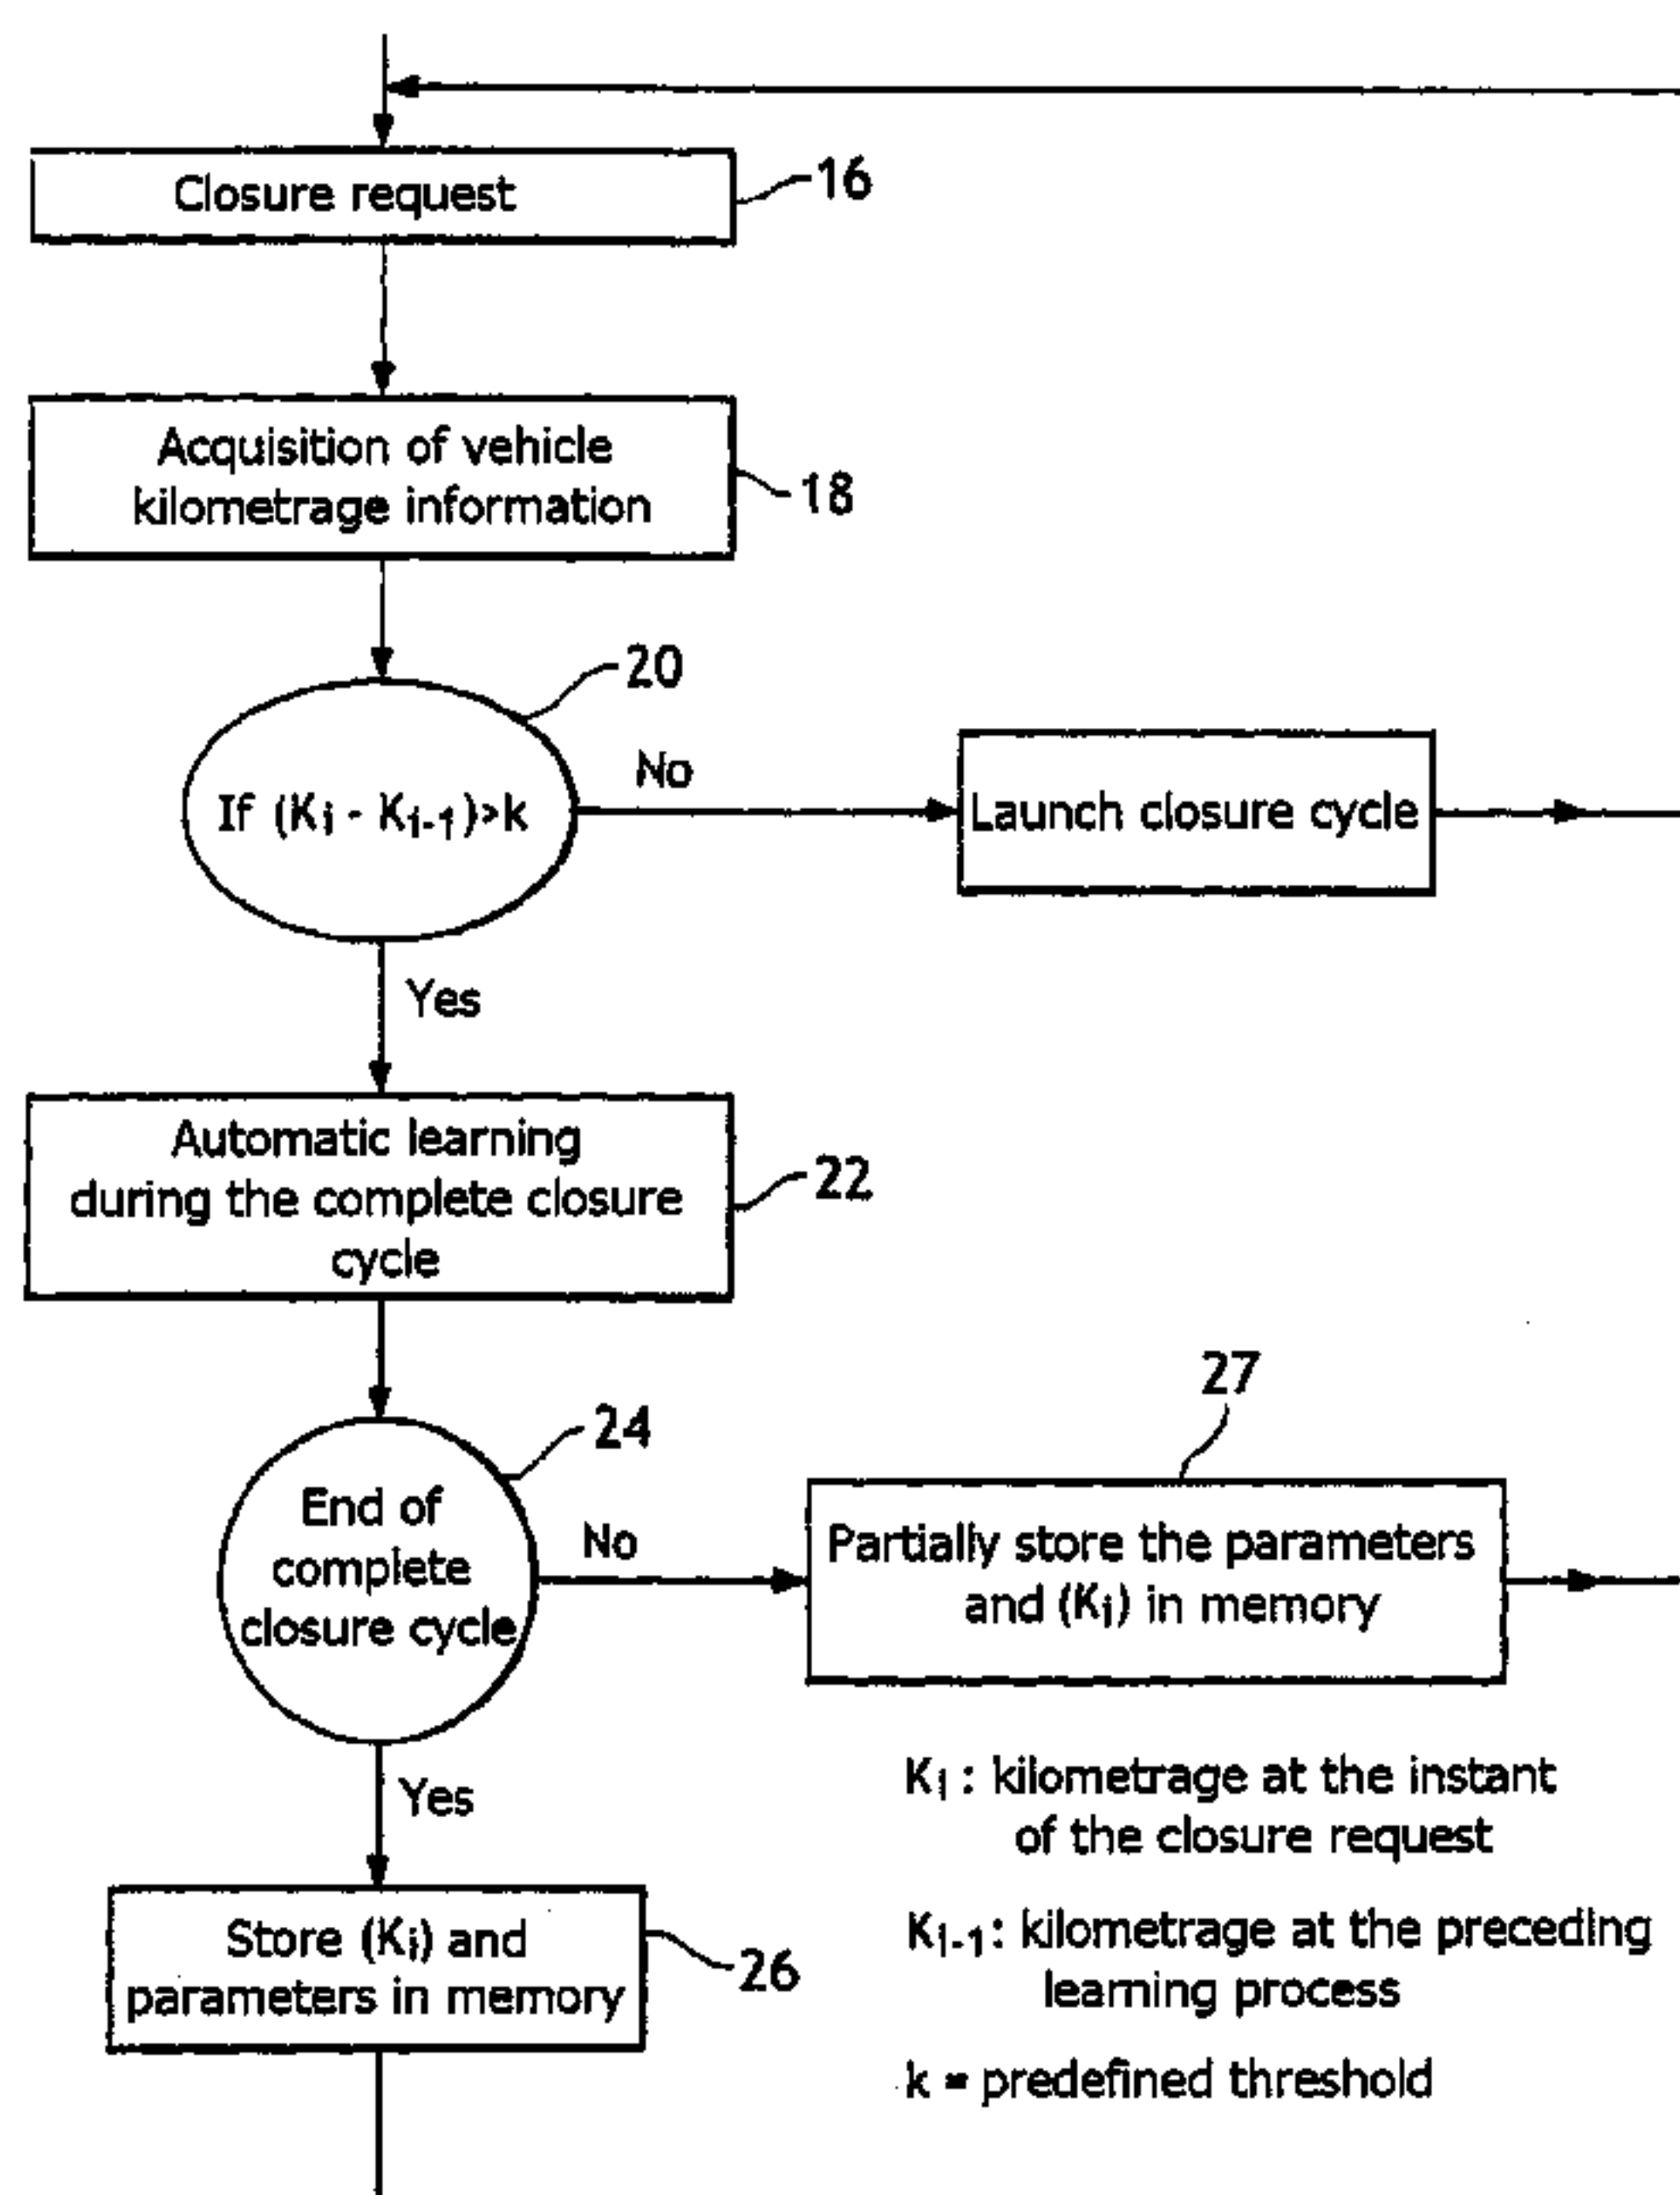 Closure request
16
Acquisition of vehicle
kilometrage information
18
20
If (Ki - Ki-1)>k
No
Launch closure cycle
Yes
Automatic learning
during the complete closure
cycle
22
24
End of
complete
closure cycle
No
27
Partially store the parameters
and (Ki) in memory
Yes
Store (Ki) and
parameters in memory
26
Ki : kilometrage at the instant
of the closure request
Ki-1: kilometrage at the preceding
learning process
k = predefined threshold